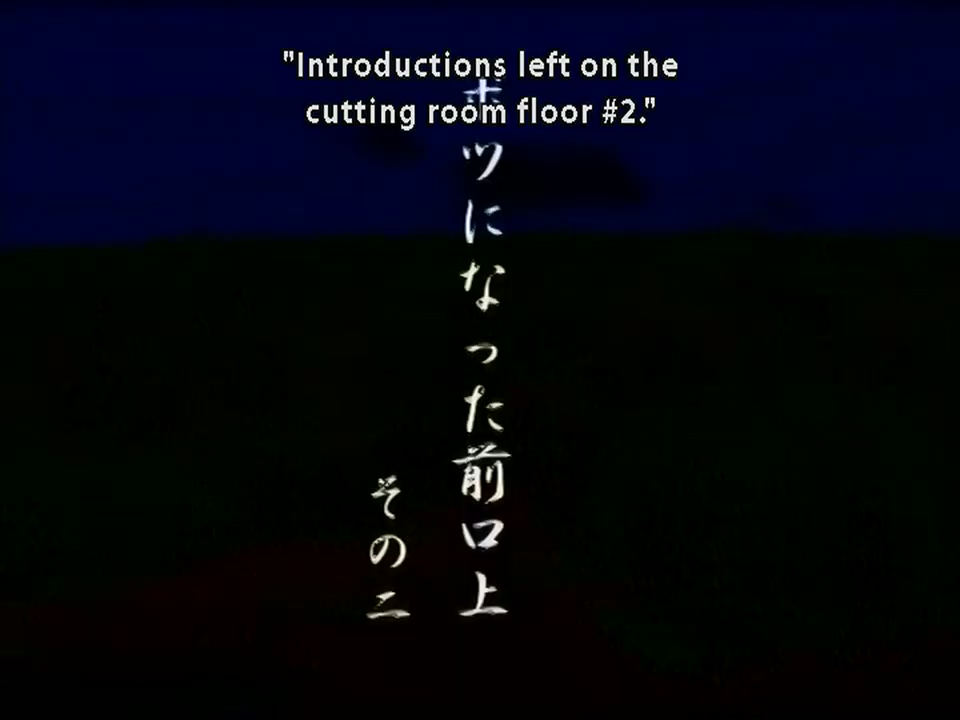 "Introductions left on the
cutting room floor #2."
ボツになった前口上
その二